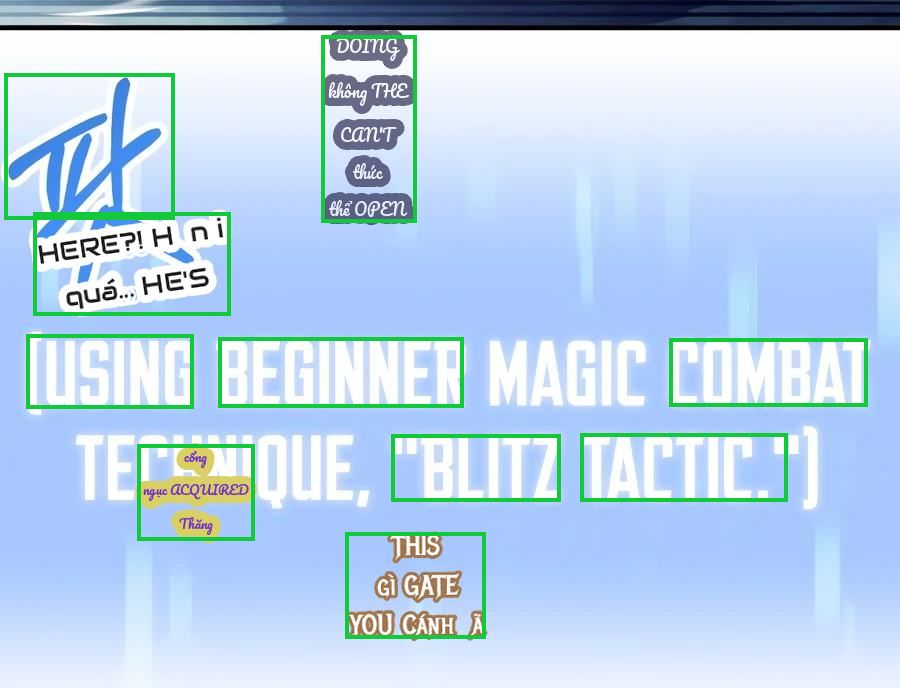 DOING
không THE
CAN'T
thức
thể OPEN
HERE?! H n i
quá... HE'S
(USING BEGINNER MAGIC COMBAT
TECHNIQUE, "BLITZ TACTIC.")
cổng
ngục ACQUIRED
Thăng
THIS
GÌ GATE
YOU CÁNH Ã